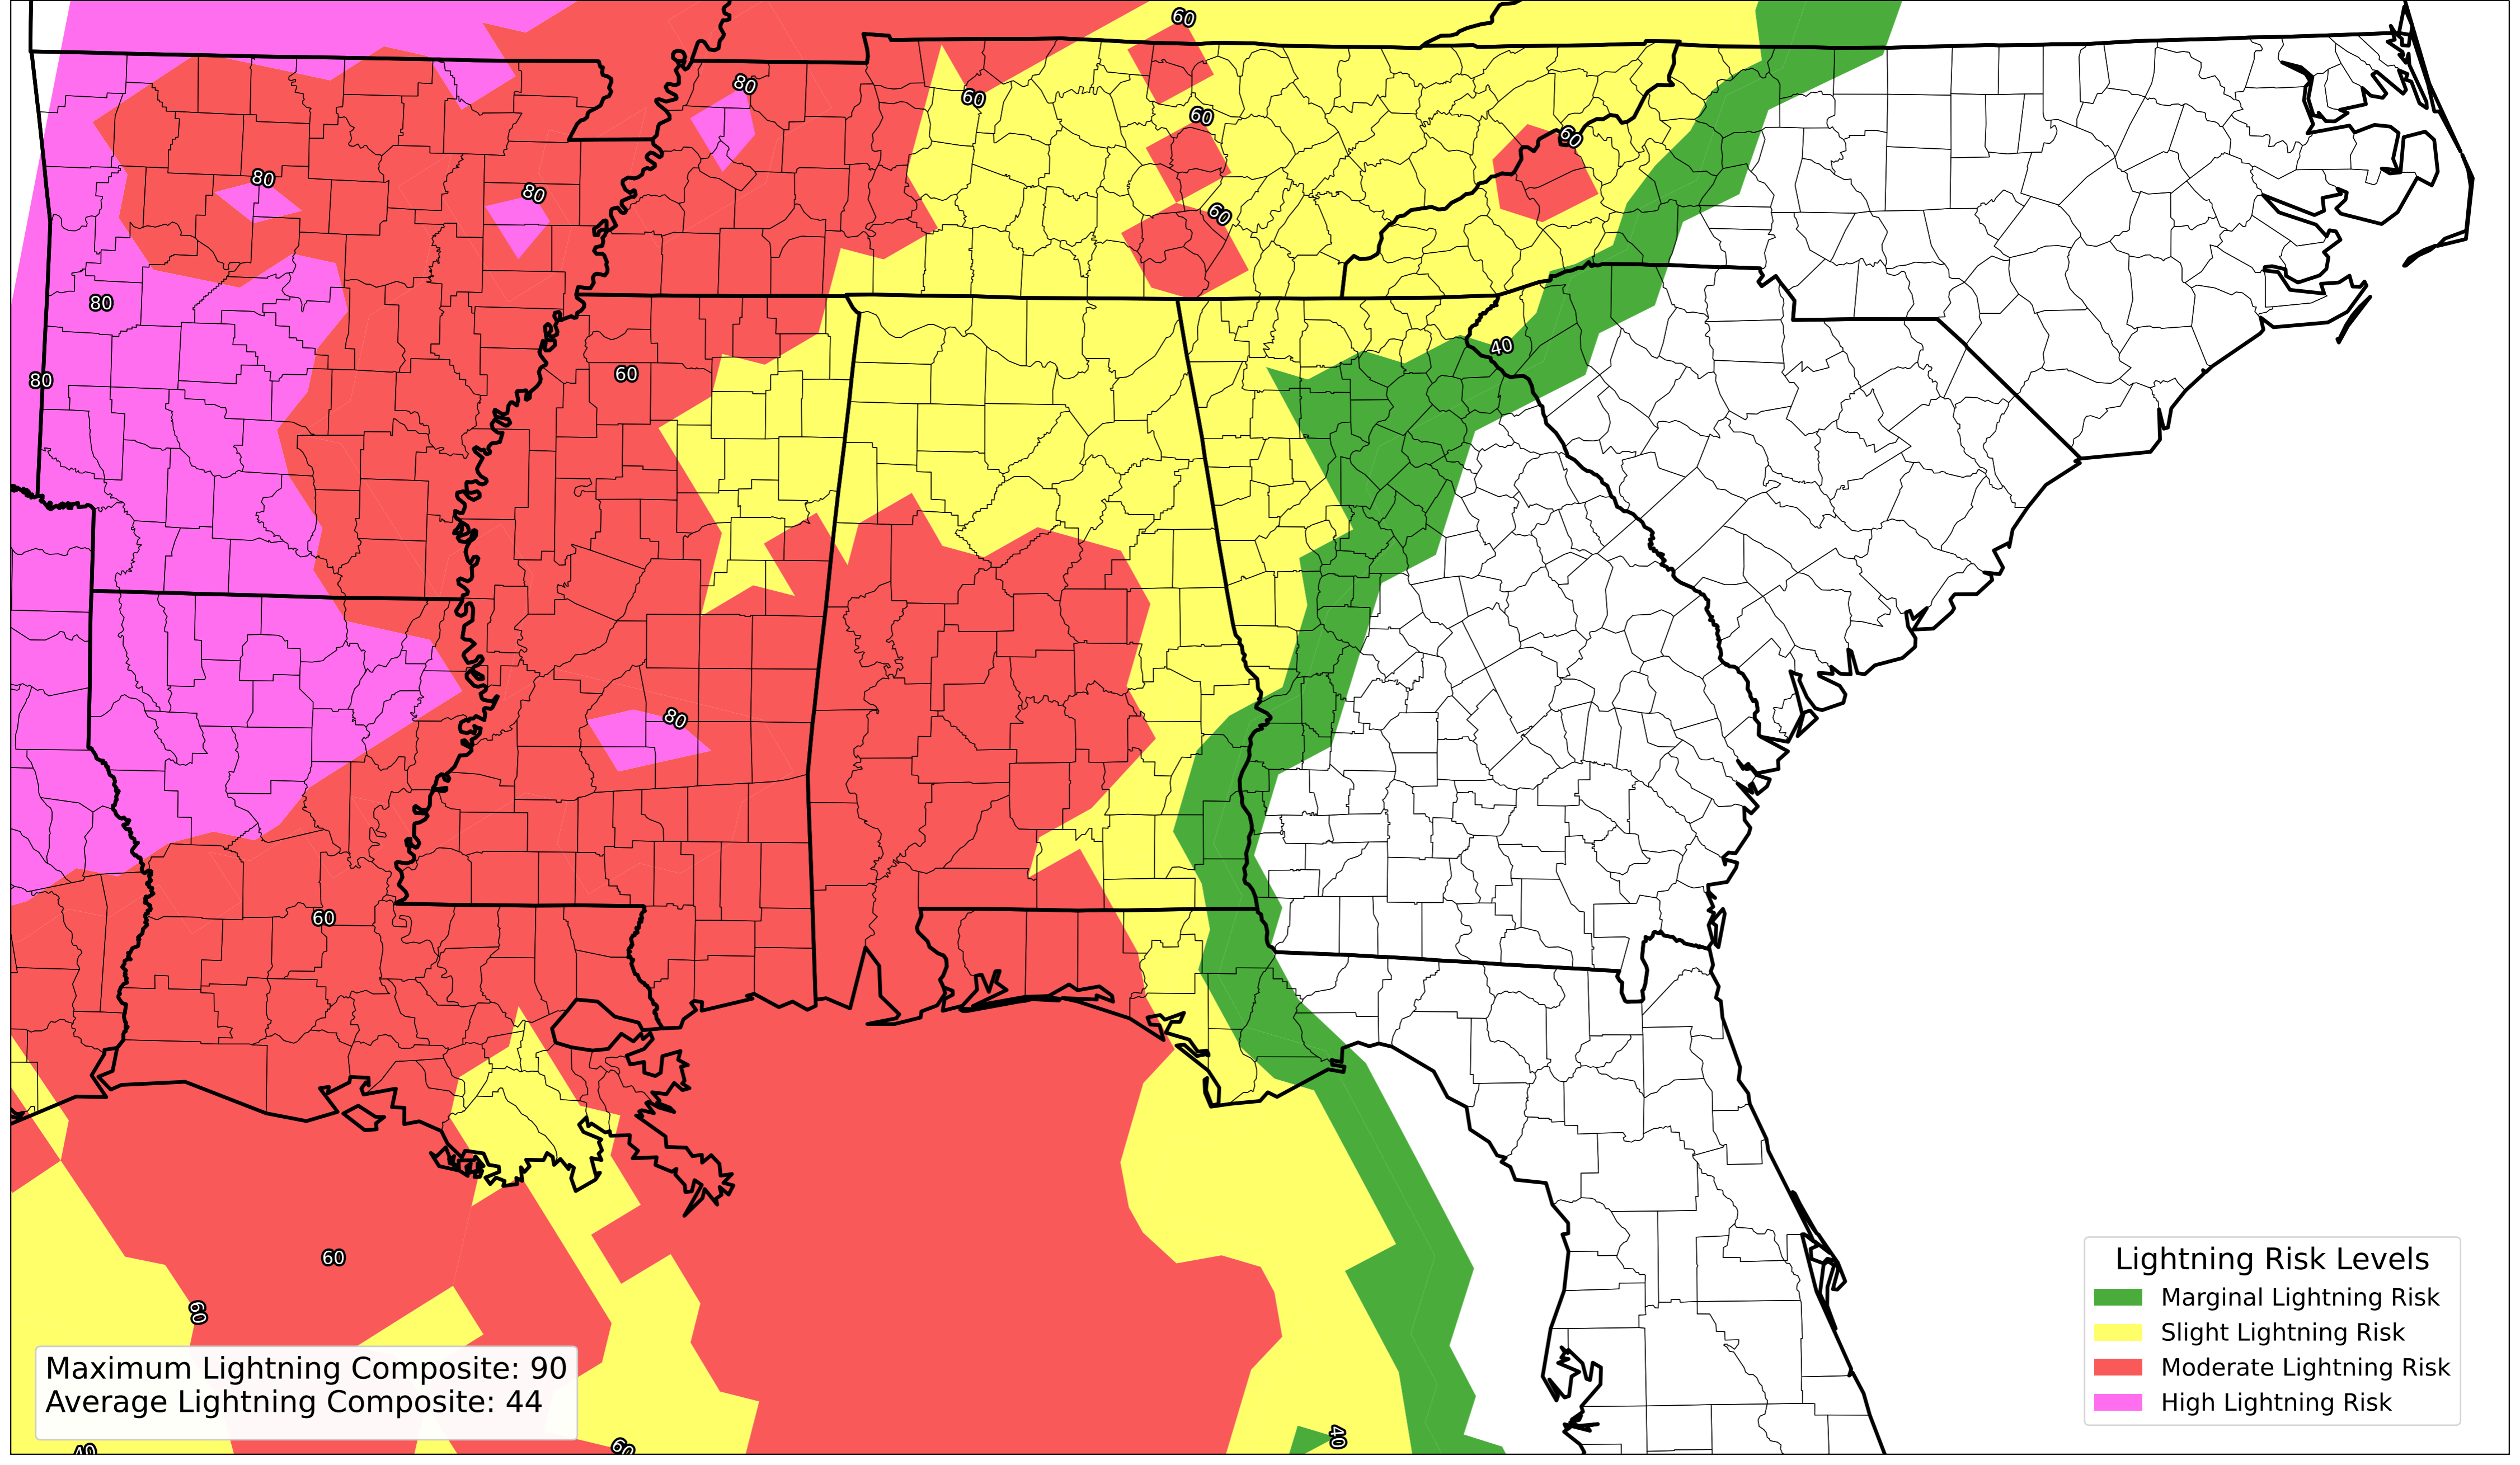 60
80
60
60
60
80
80
60
80
40
60
80
80
60
60
60
Lightning Risk Levels
Marginal Lightning Risk
Slight Lightning Risk
Moderate Lightning Risk
High Lightning Risk
Maximum Lightning Composite: 90
Average Lightning Composite: 44
40
60
40